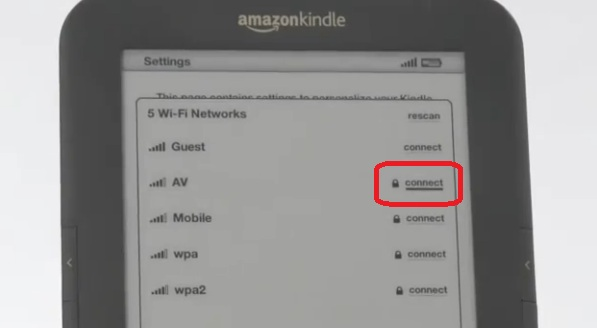 amazonkindle
Settings
This page contains settings to personalize your Kindle.
5 Wi-Fi Networks rescan
Guest connect
AV connect
Mobile connect
wpa connect
wpa2 connect